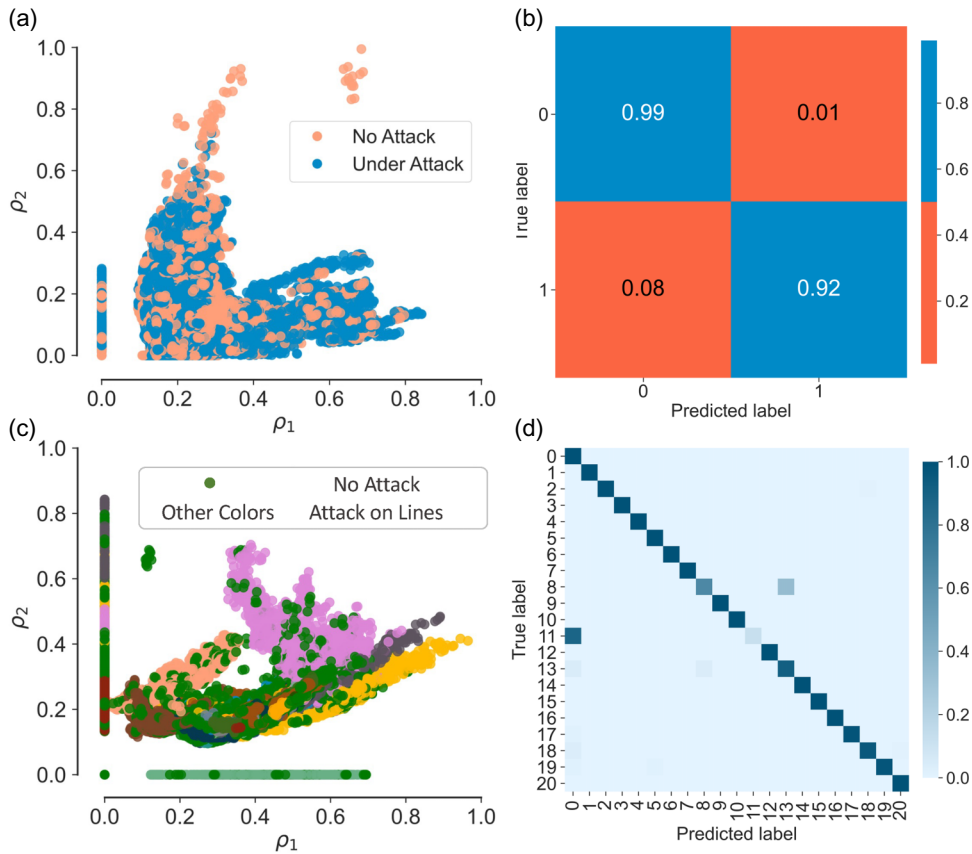 (a)
1.0
0.8
0.6
0.4
0.2
0.0
ρ2
No Attack
Under Attack
0.0 0.2 0.4 0.6 0.8 1.0
ρ1
(b)
0.99 0.01
0.08 0.92
0
1
I rue label
0 1
Predicted label
0.8
0.6
0.4
0.2
(c)
1.0
0.8
0.6
0.4
0.2
0.0
ρ2
No Attack
Other Colors Attack on Lines
0.0 0.2 0.4 0.6 0.8 1.0
ρ1
(d)
0
1
2
3
4
5
6
7
8
9
10
11
12
13
14
15
16
17
18
19
20
True label
0 1 2 3 4 5 6 7 8 9 10 11 12 13 14 15 16 17 18 19 20
Predicted label
1.0
0.8
0.6
0.4
0.2
0.0